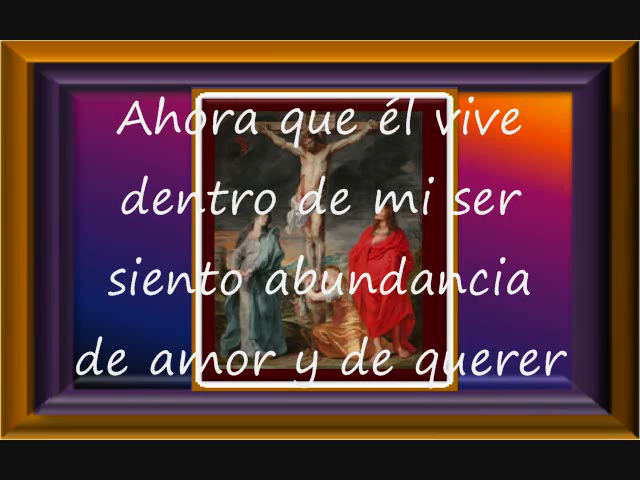 Ahora que él vive
dentro de mi ser
siento abundancia
de amor y de querer